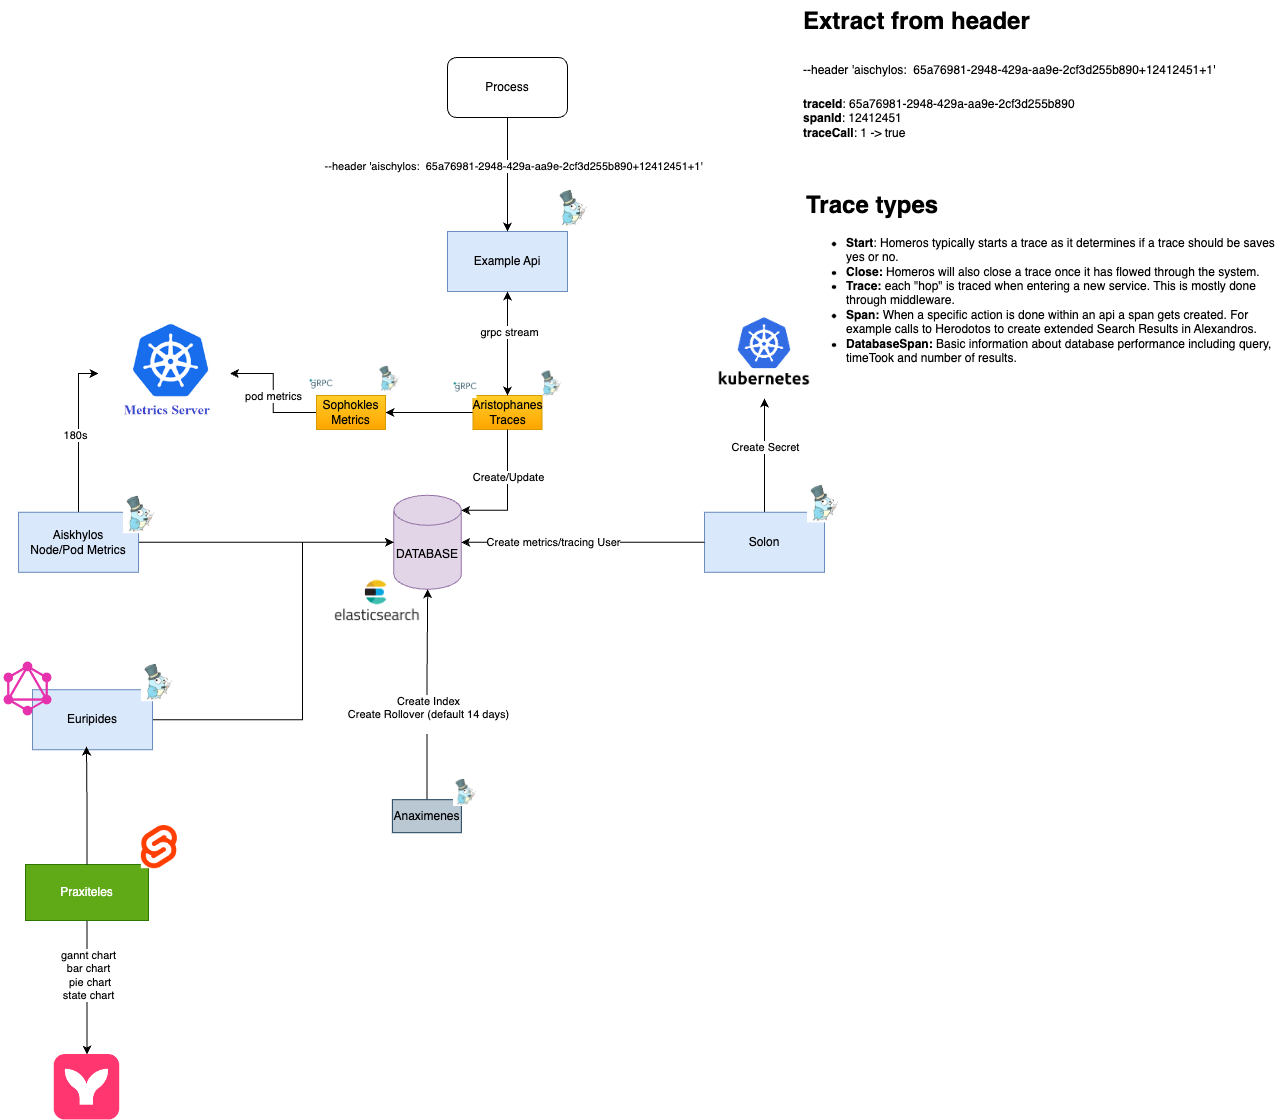 Extract from header
--header 'aischylos:  65a76981-2948-429a-aa9e-2cf3d255b890+12412451+1'
traceId: 65a76981-2948-429a-aa9e-2cf3d255b890
spanId: 12412451
traceCall: 1 -> true
Process
--header 'aischylos:  65a76981-2948-429a-aa9e-2cf3d255b890+12412451+1'
Trace types
Start: Homeros typically starts a trace as it determines if a trace should be saves
yes or no.
Close: Homeros will also close a trace once it has flowed through the system.
Trace: each "hop" is traced when entering a new service. This is mostly done
through middleware.
Span: When a specific action is done within an api a span gets created. For
example calls to Herodotos to create extended Search Results in Alexandros.
DatabaseSpan: Basic information about database performance including query,
timeTook and number of results.
Example Api
grpc stream
kubernetes
Metrics Server
pod metrics
gRPC
Sophokles
Metrics
gRPC
Aristophanes
Traces
180s
Create/Update
Create Secret
Aiskhylos
Node/Pod Metrics
DATABASE
Create metrics/tracing User
Solon
elasticsearch
Create Index
Create Rollover (default 14 days)
Euripides
Anaximenes
Praxiteles
gannt chart
bar chart
pie chart
state chart